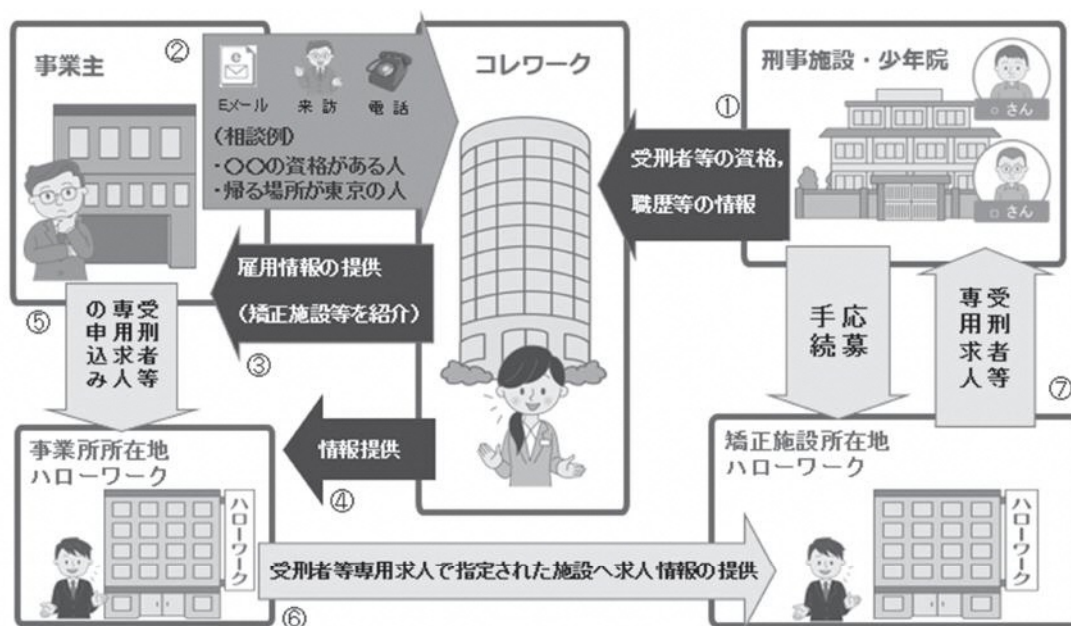 事業主
②
Eメール 来訪 電話
(相談例)
・〇〇の資格がある人
・帰る場所が東京の人
コレワーク
刑事施設・少年院
□ さん
□ さん
①
受刑者等の資格,
職歴等の情報
雇用情報の提供
(矯正施設等を紹介)
③
⑤
受刑者等
専用求人
の申込み
応募
手続
受刑者等
専用求人
⑦
情報提供
④
事業所所在地
ハローワーク
ハローワーク
矯正施設所在地
ハローワーク
ハローワーク
受刑者等専用求人で指定された施設へ求人情報の提供
⑥